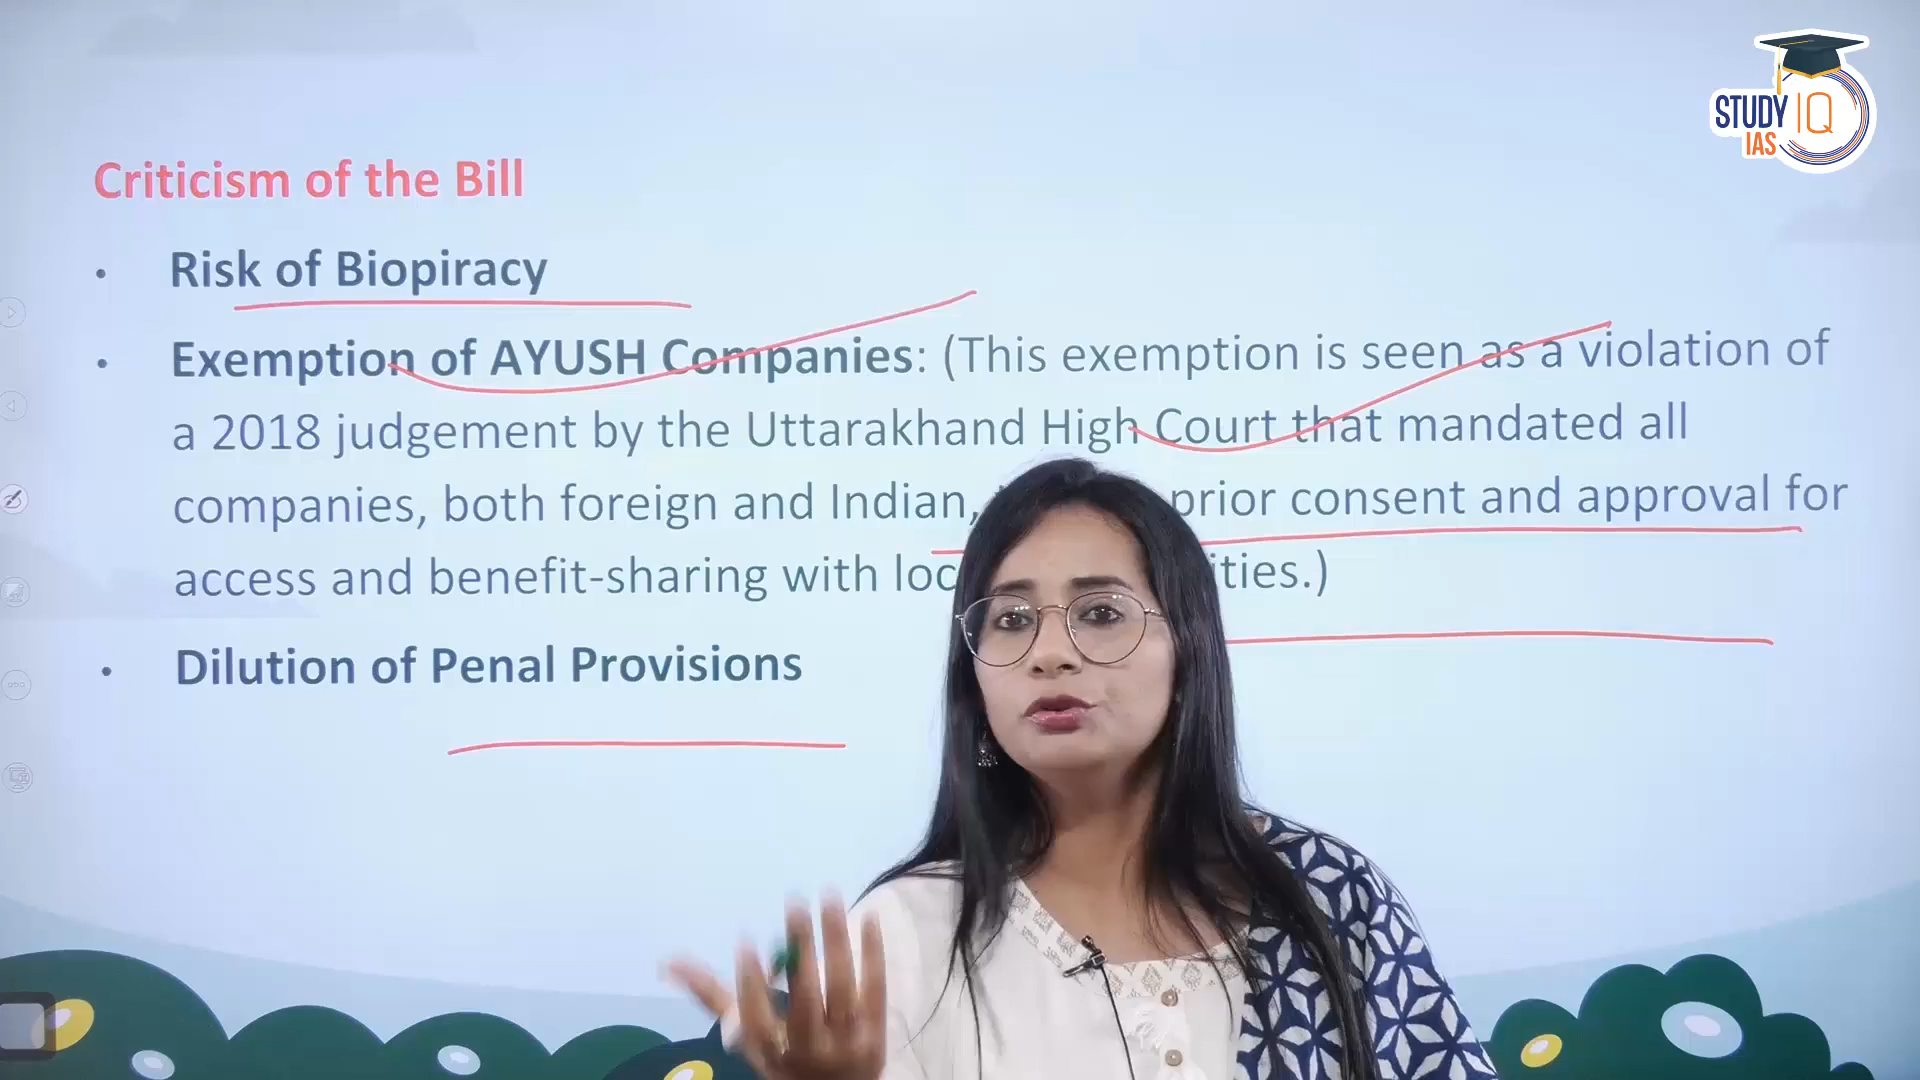 STUDY IQ
IAS
Criticism of the Bill
• Risk of Biopiracy
• Exemption of AYUSH Companies: (This exemption is seen as a violation of
a 2018 judgement by the Uttarakhand High Court that mandated all
companies, both foreign and Indian, prior consent and approval for
access and benefit-sharing with
• Dilution of Penal Provisions